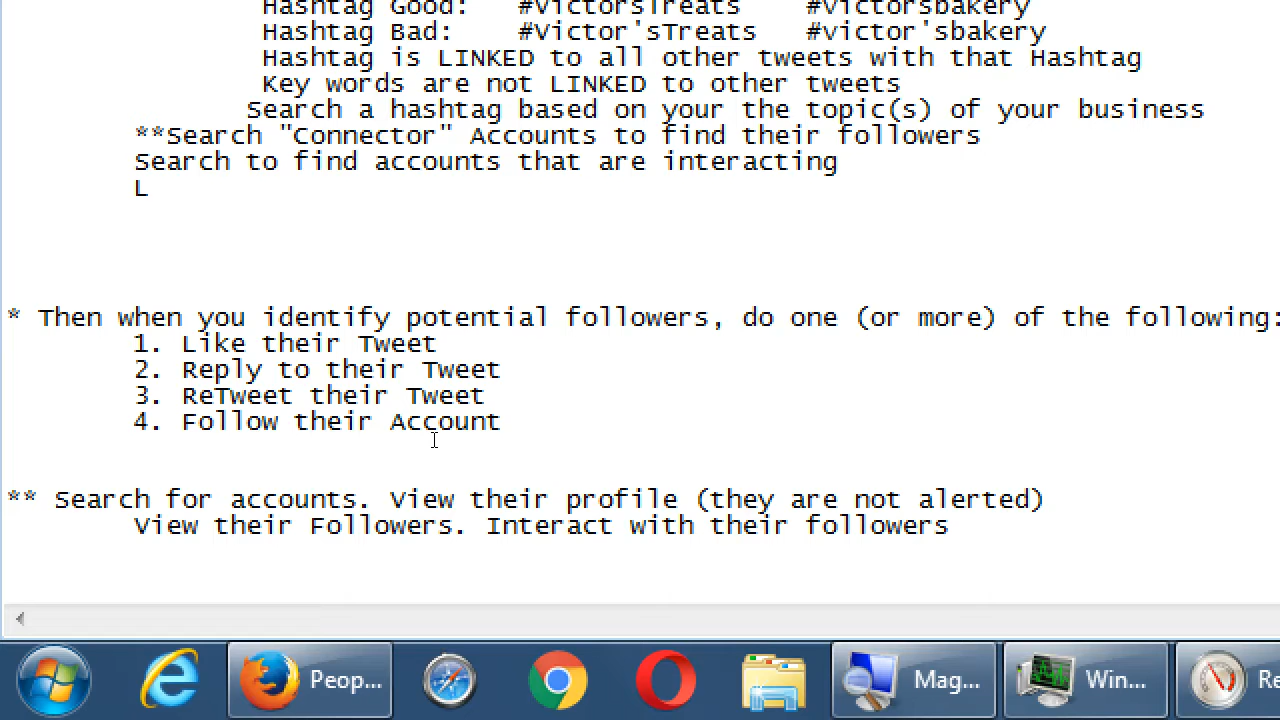 Hashtag Good: #VictorsTreats #victorsbakery
Hashtag Bad: #Victor'sTreats #victor'sbakery
Hashtag is LINKED to all other tweets with that Hashtag
Key words are not LINKED to other tweets
Search a hashtag based on your the topic(s) of your business
**Search "Connector" Accounts to find their followers
Search to find accounts that are interacting
L
* Then when you identify potential followers, do one (or more) of the following:
1. Like their Tweet
2. Reply to their Tweet
3. ReTweet their Tweet
4. Follow their Account
** Search for accounts. View their profile (they are not alerted)
View their Followers. Interact with their followers
Peop... Mag... Win... Re